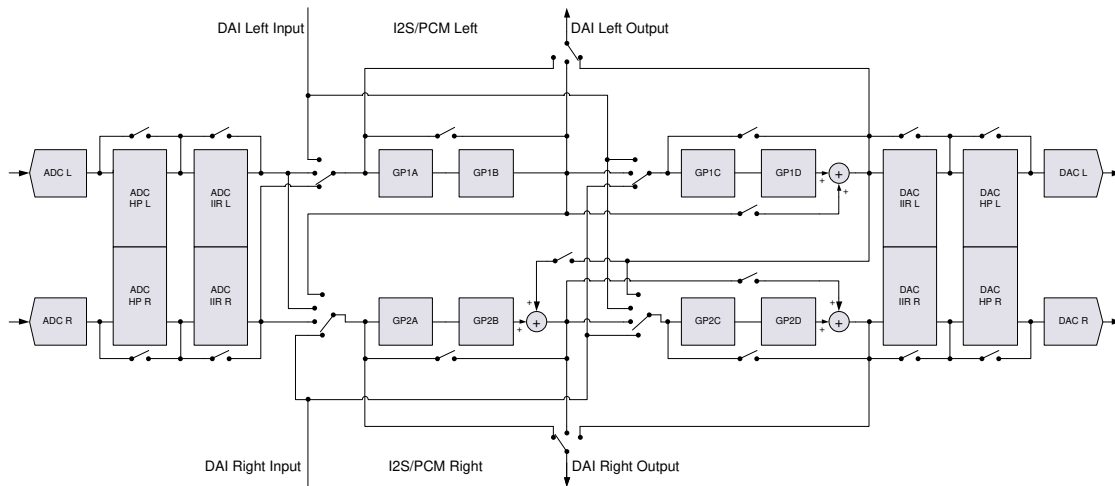 DAI Left Input
I2S/PCM Left
DAI Left Output
ADC L
ADC
HP L
ADC
IIR L
GP1A
GP1B
GP1C
GP1D
+
+
+
DAC
IIR L
DAC
HP L
DAC L
ADC R
ADC
HP R
ADC
IIR R
GP2A
GP2B
+
+
+
GP2C
GP2D
+
+
+
DAC
IIR R
DAC
HP R
DAC R
DAI Right Input
I2S/PCM Right
DAI Right Output